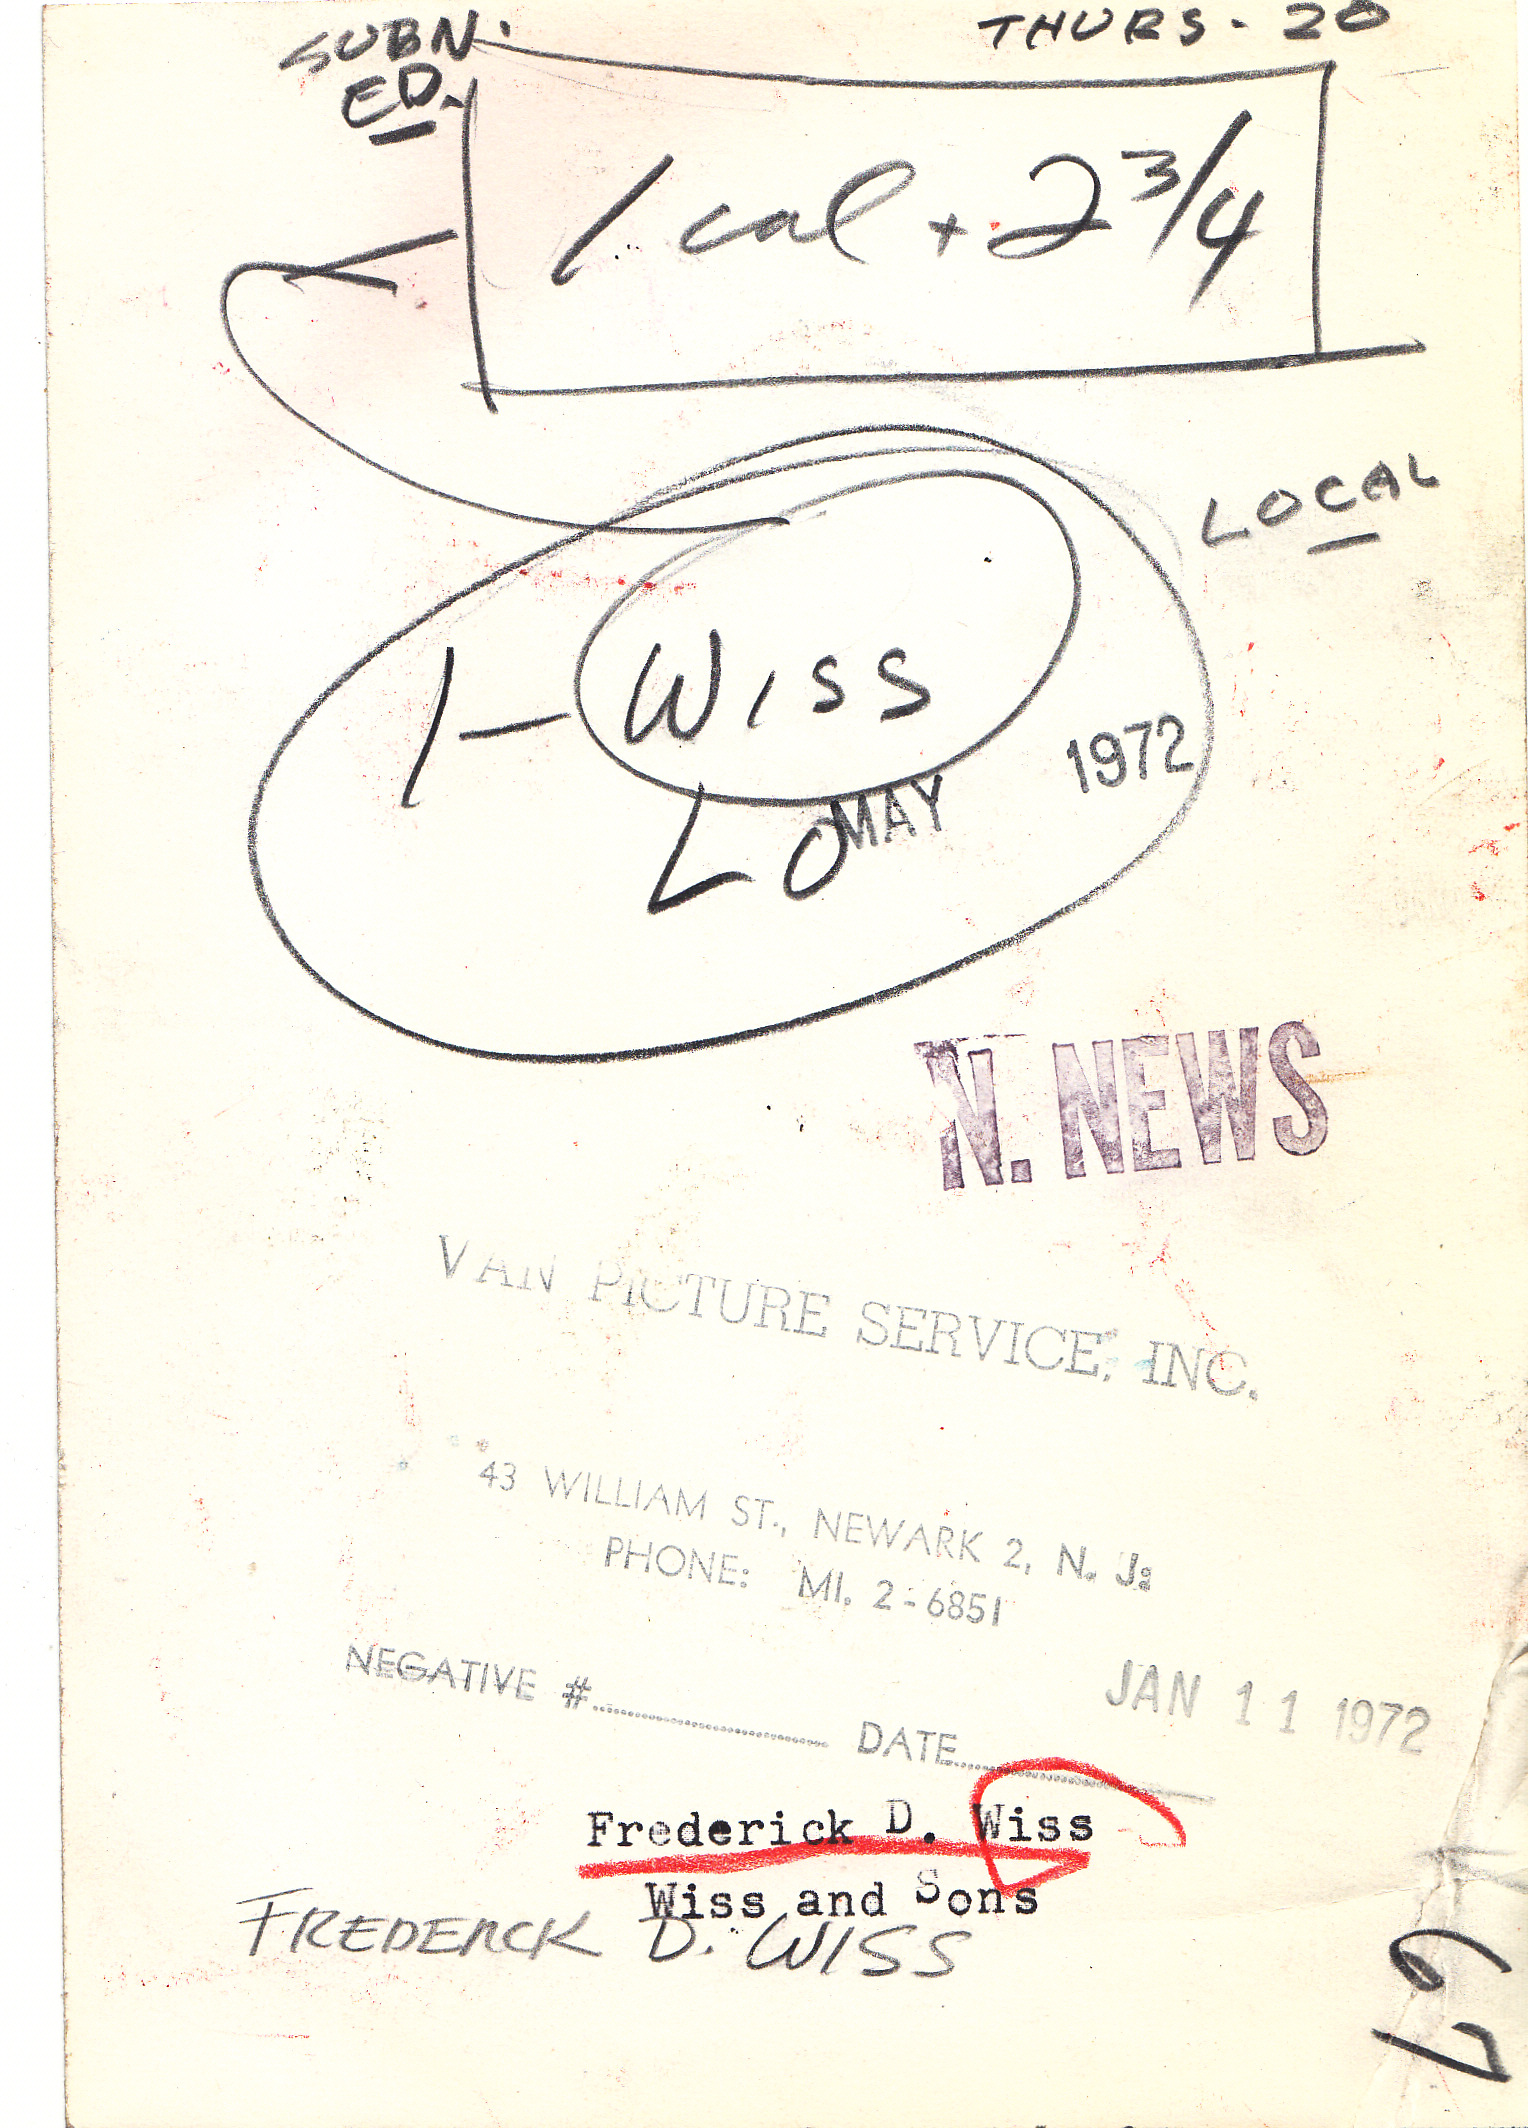 SUBN. THURS - 20
ED.
1 col + 2 3/4
LOCAL
1- Wiss
1972
LO MAY
N. NEWS
VAN PICTURE SERVICE, INC.
43 WILLIAM ST., NEWARK 2, N. J.
PHONE: MI. 2-6851
JAN 11 1972
NEGATIVE #.............................. DATE..............................
Frederick D. Wiss
Wiss and Sons
FREDERICK D. WISS